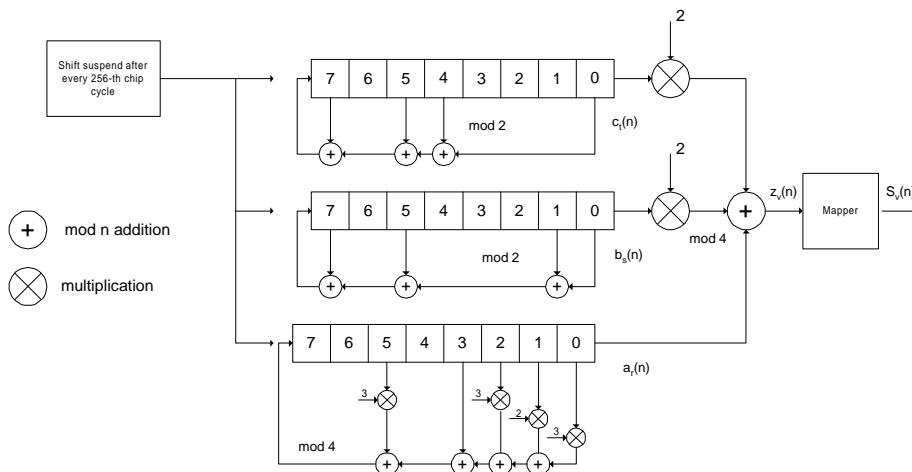 2
Shift suspend after
every 256-th chip
cycle
7 6 5 4 3 2 1 0
mod 2
c_t(n)
2
7 6 5 4 3 2 1 0
mod 2
b_s(n)
mod 4
z_v(n)
Mapper
S_v(n)
+ mod n addition
multiplication
7 6 5 4 3 2 1 0
a_r(n)
3
3
2
3
mod 4